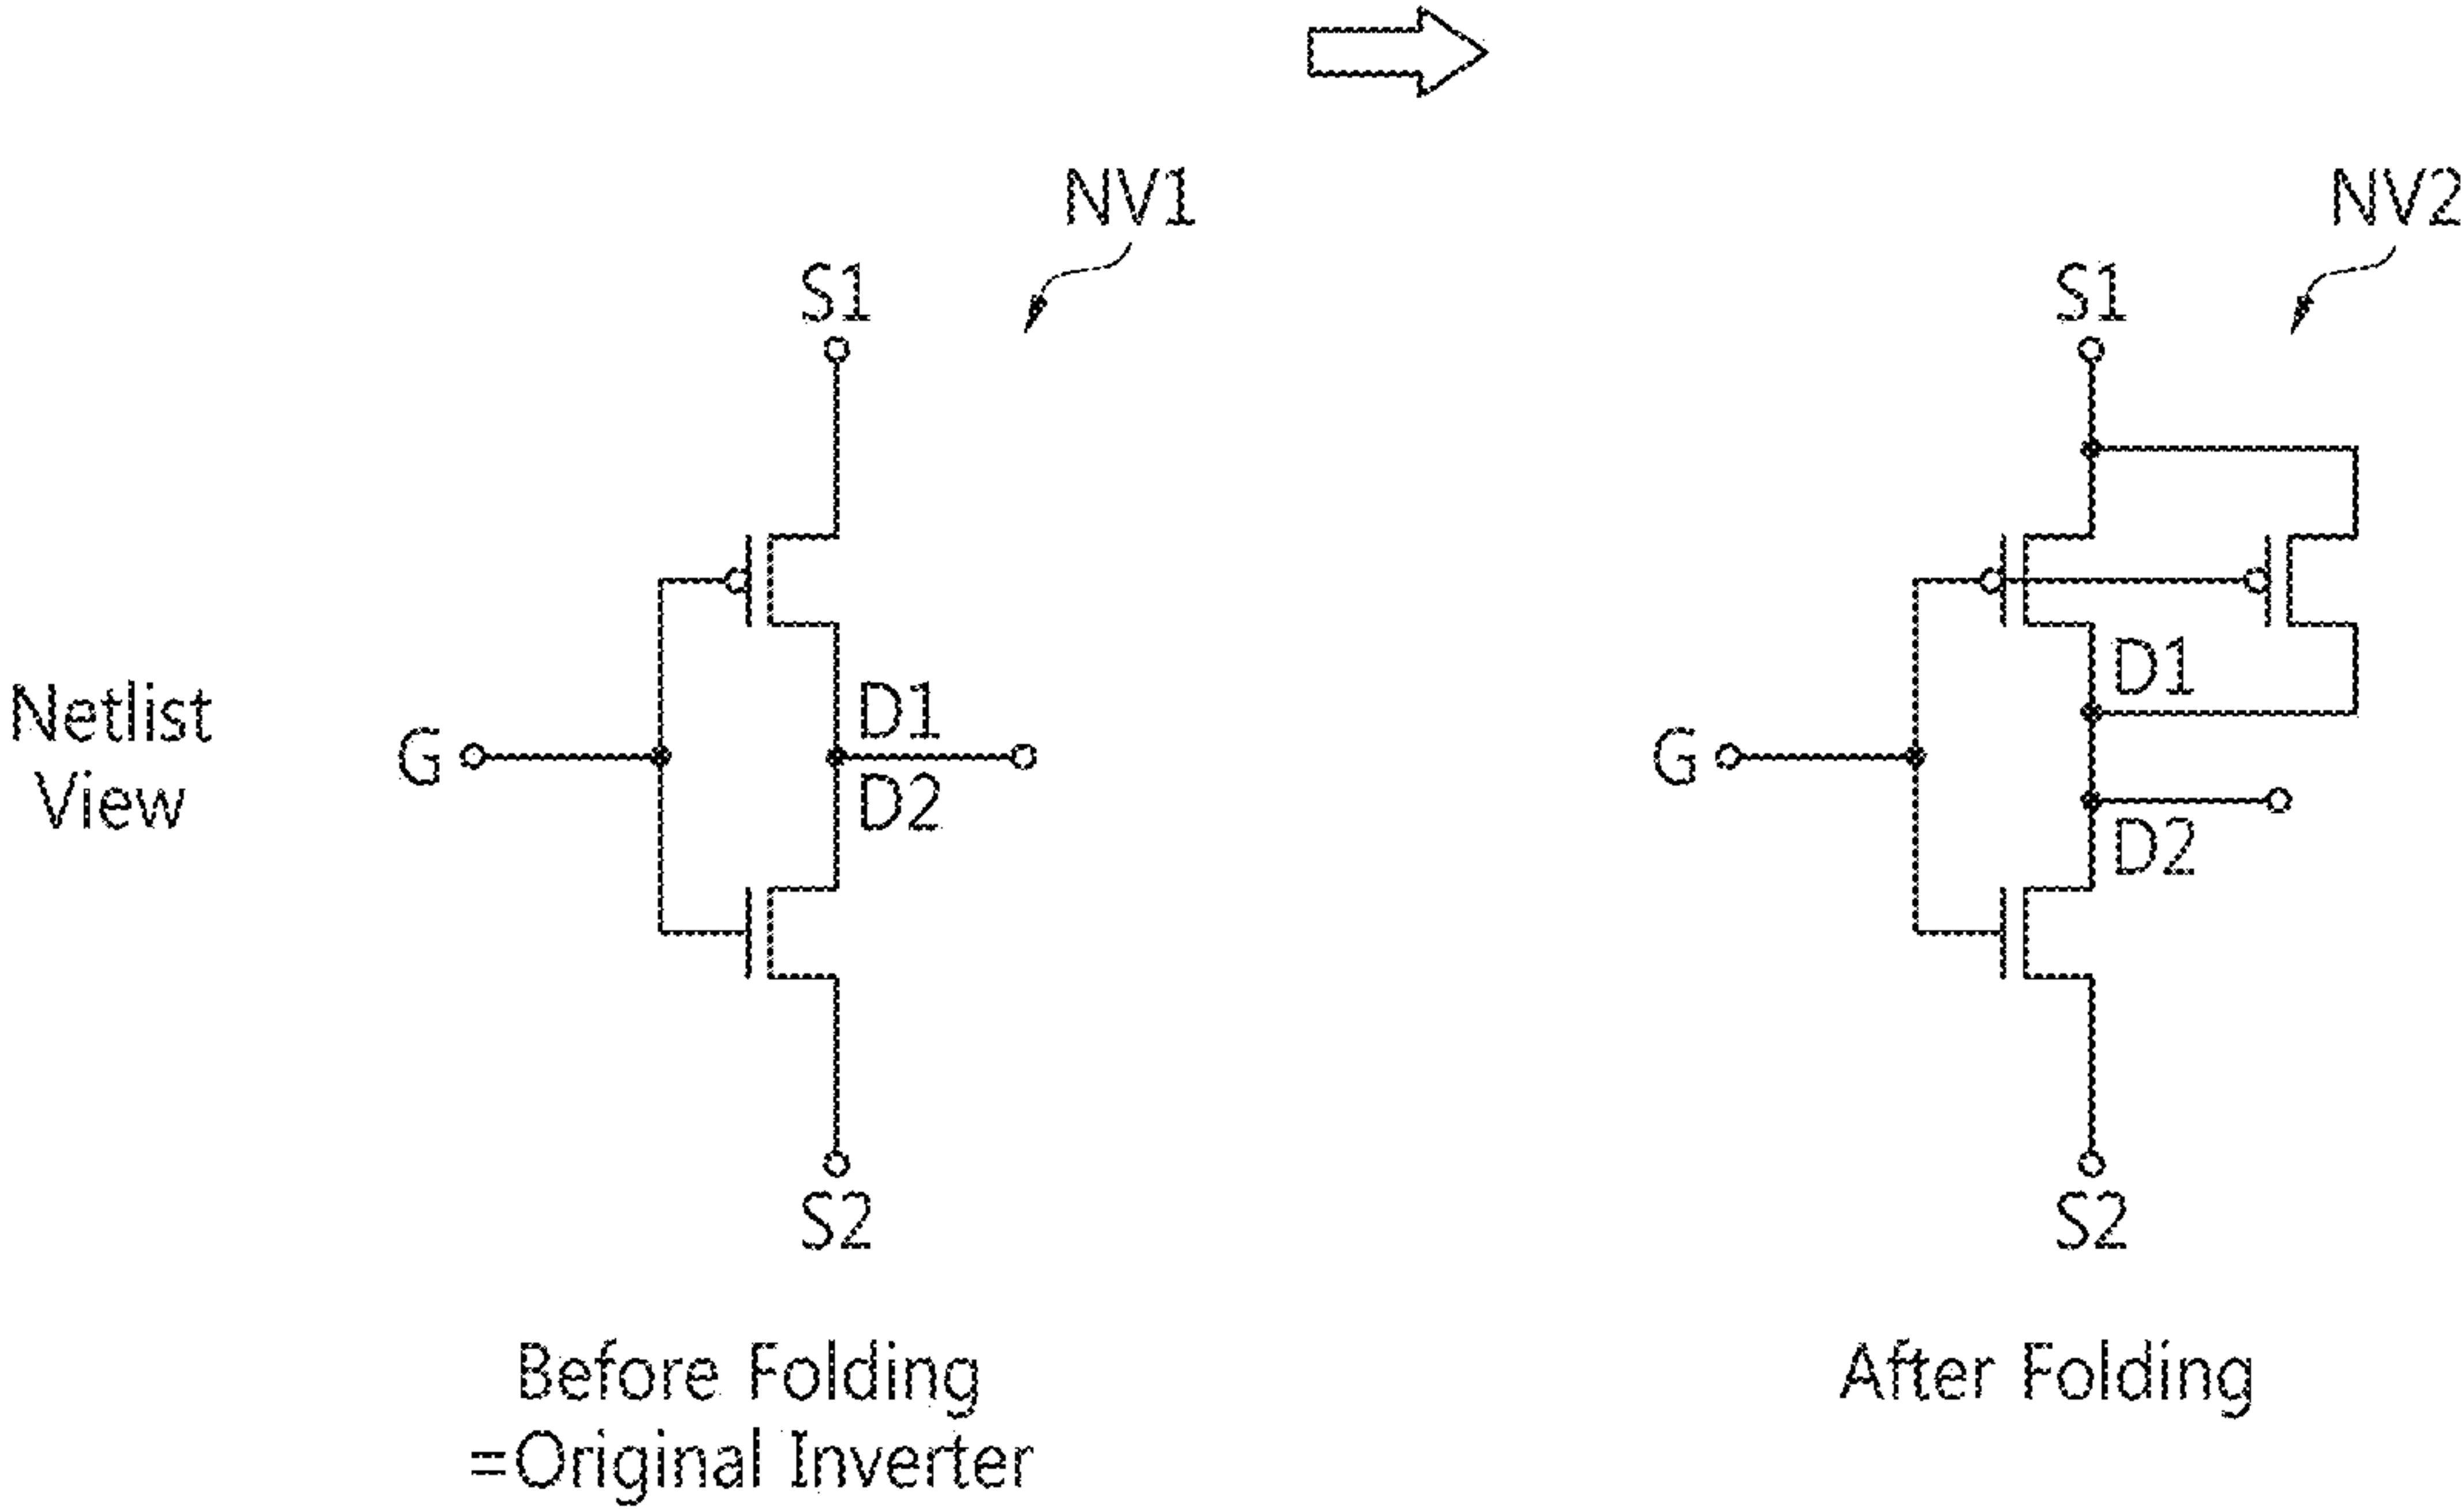 NV1
NV2
S1
S1
D1
D1
Netlist
View
G
G
D2
D2
S2
S2
Before Folding
=Original Inverter
After Folding